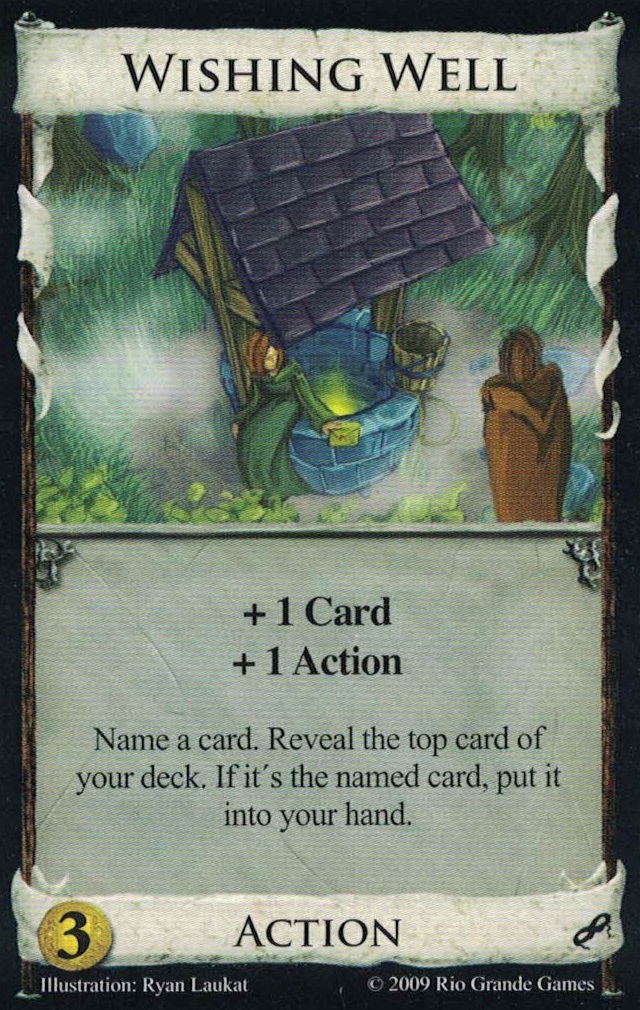 WISHING WELL
+ 1 Card
+ 1 Action
Name a card. Reveal the top card of
your deck. If it´s the named card, put it
into your hand.
3
ACTION
Illustration: Ryan Laukat
© 2009 Rio Grande Games